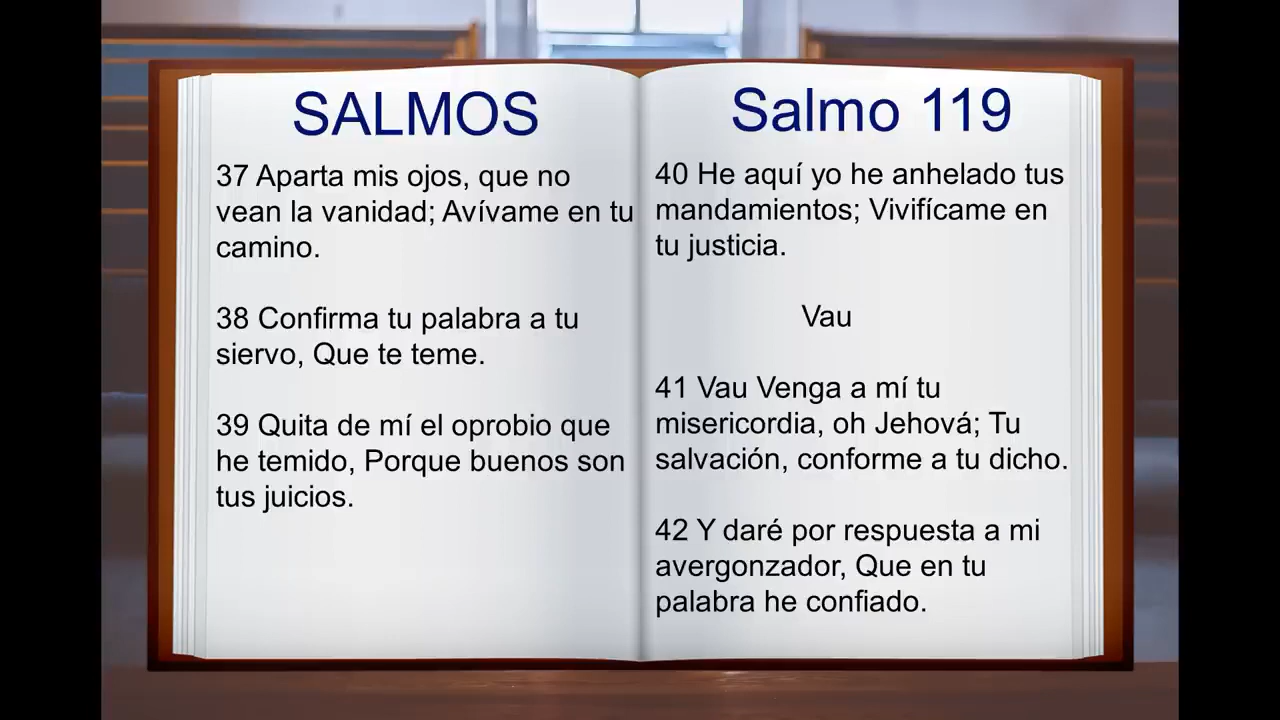 SALMOS
37 Aparta mis ojos, que no
vean la vanidad; Avívame en tu
camino.
38 Confirma tu palabra a tu
siervo, Que te teme.
39 Quita de mí el oprobio que
he temido, Porque buenos son
tus juicios.
Salmo 119
40 He aquí yo he anhelado tus
mandamientos; Vivifícame en
tu justicia.
Vau
41 Vau Venga a mí tu
misericordia, oh Jehová; Tu
salvación, conforme a tu dicho.
42 Y daré por respuesta a mi
avergonzador, Que en tu
palabra he confiado.